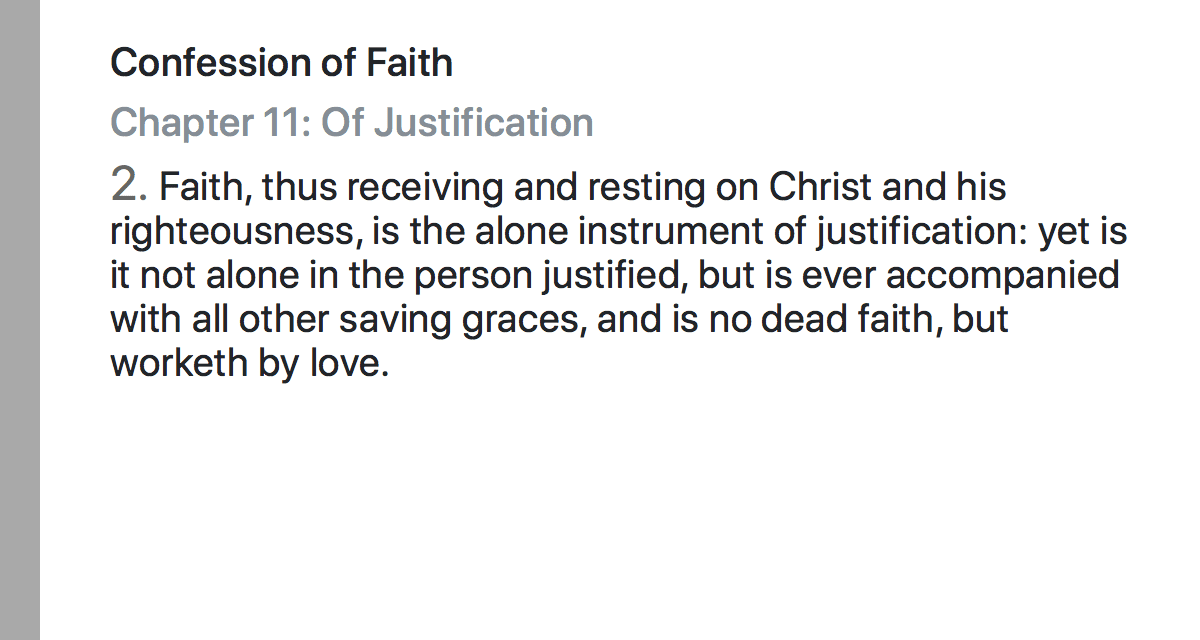 Confession of Faith
Chapter 11: Of Justification
2. Faith, thus receiving and resting on Christ and his
righteousness, is the alone instrument of justification: yet is
it not alone in the person justified, but is ever accompanied
with all other saving graces, and is no dead faith, but
worketh by love.